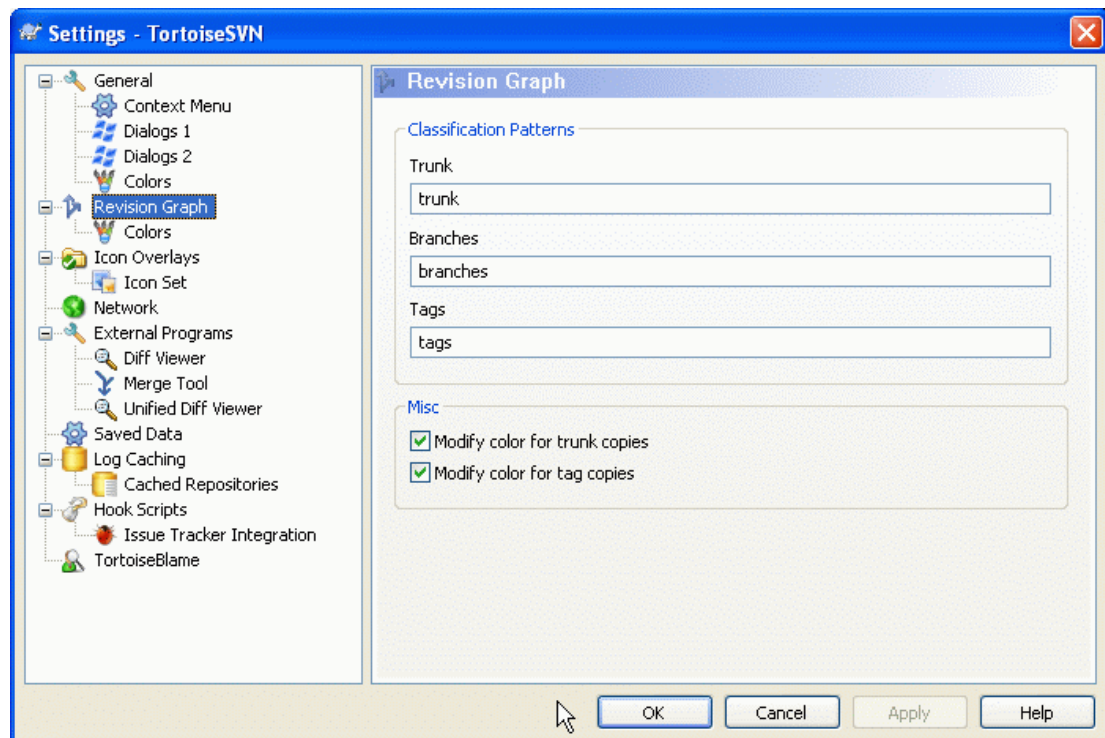 Settings - TortoiseSVN
General
Context Menu
Dialogs 1
Dialogs 2
Colors
Revision Graph
Colors
Icon Overlays
Icon Set
Network
External Programs
Diff Viewer
Merge Tool
Unified Diff Viewer
Saved Data
Log Caching
Cached Repositories
Hook Scripts
Issue Tracker Integration
TortoiseBlame
Revision Graph
Classification Patterns
Trunk
trunk
Branches
branches
Tags
tags
Misc
Modify color for trunk copies
Modify color for tag copies
OK Cancel Apply Help